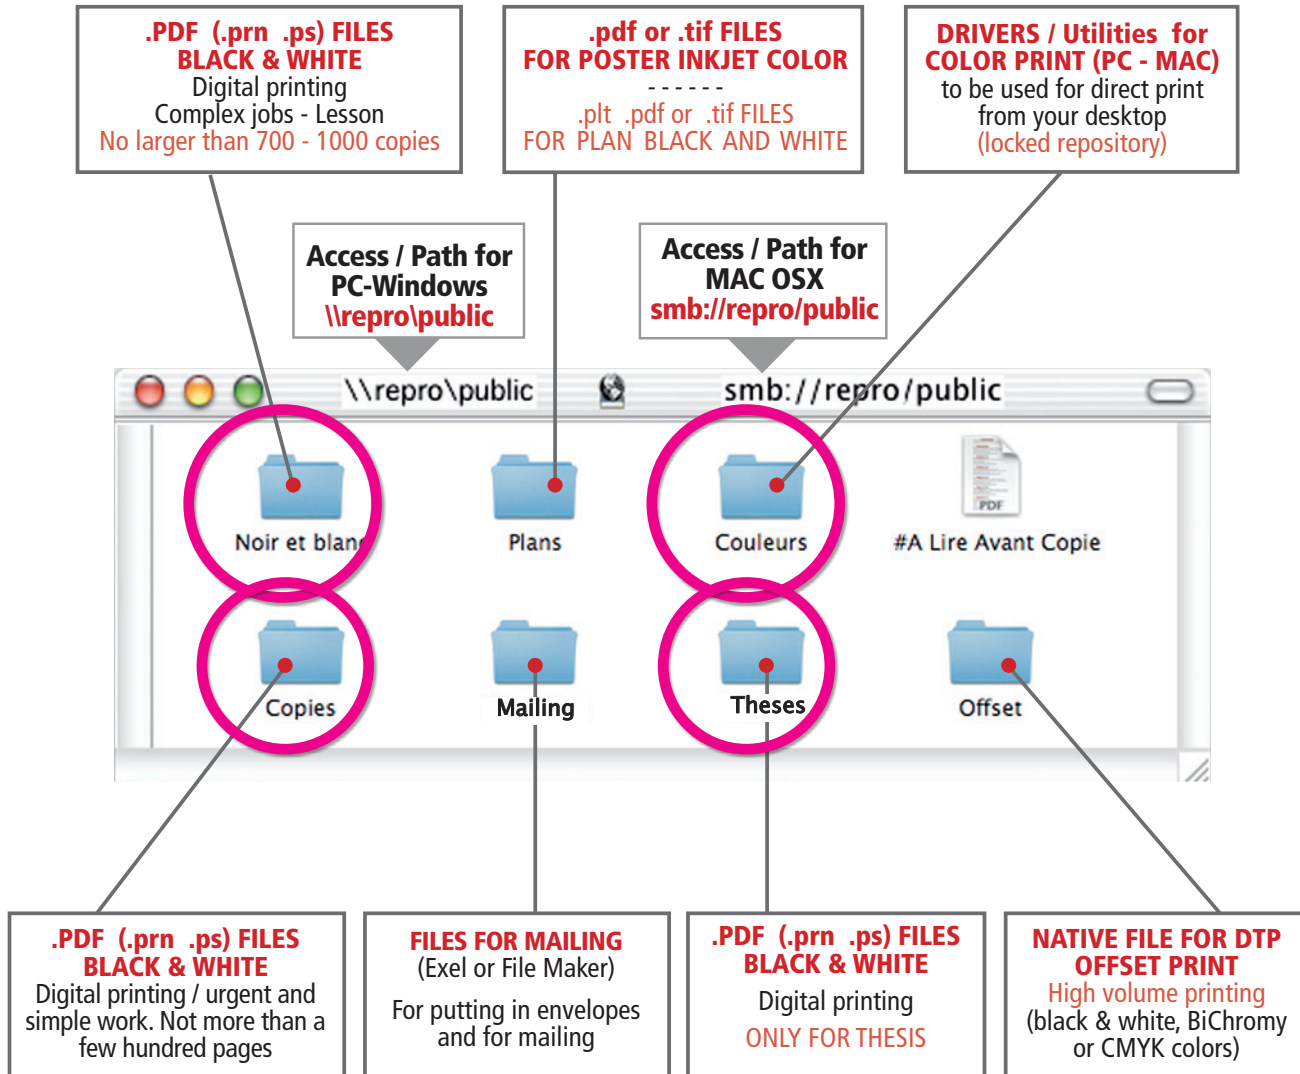 .PDF (.prn .ps) FILES
BLACK & WHITE
Digital printing
Complex jobs - Lesson
No larger than 700 - 1000 copies
.pdf or .tif FILES
FOR POSTER INKJET COLOR
- - - - - -
.plt .pdf or .tif FILES
FOR PLAN BLACK AND WHITE
DRIVERS / Utilities for
COLOR PRINT (PC - MAC)
to be used for direct print
from your desktop
(locked repository)
Access / Path for
PC-Windows
\\repro\public
Access / Path for
MAC OSX
smb://repro/public
\\repro\public
smb://repro/public
Noir et blanc
Plans
Couleurs
PDF
#A Lire Avant Copie
Copies
Mailing
Theses
Offset
.PDF (.prn .ps) FILES
BLACK & WHITE
Digital printing / urgent and
simple work. Not more than a
few hundred pages
FILES FOR MAILING
(Exel or File Maker)
For putting in envelopes
and for mailing
.PDF (.prn .ps) FILES
BLACK & WHITE
Digital printing
ONLY FOR THESIS
NATIVE FILE FOR DTP
OFFSET PRINT
High volume printing
(black & white, BiChromy
or CMYK colors)